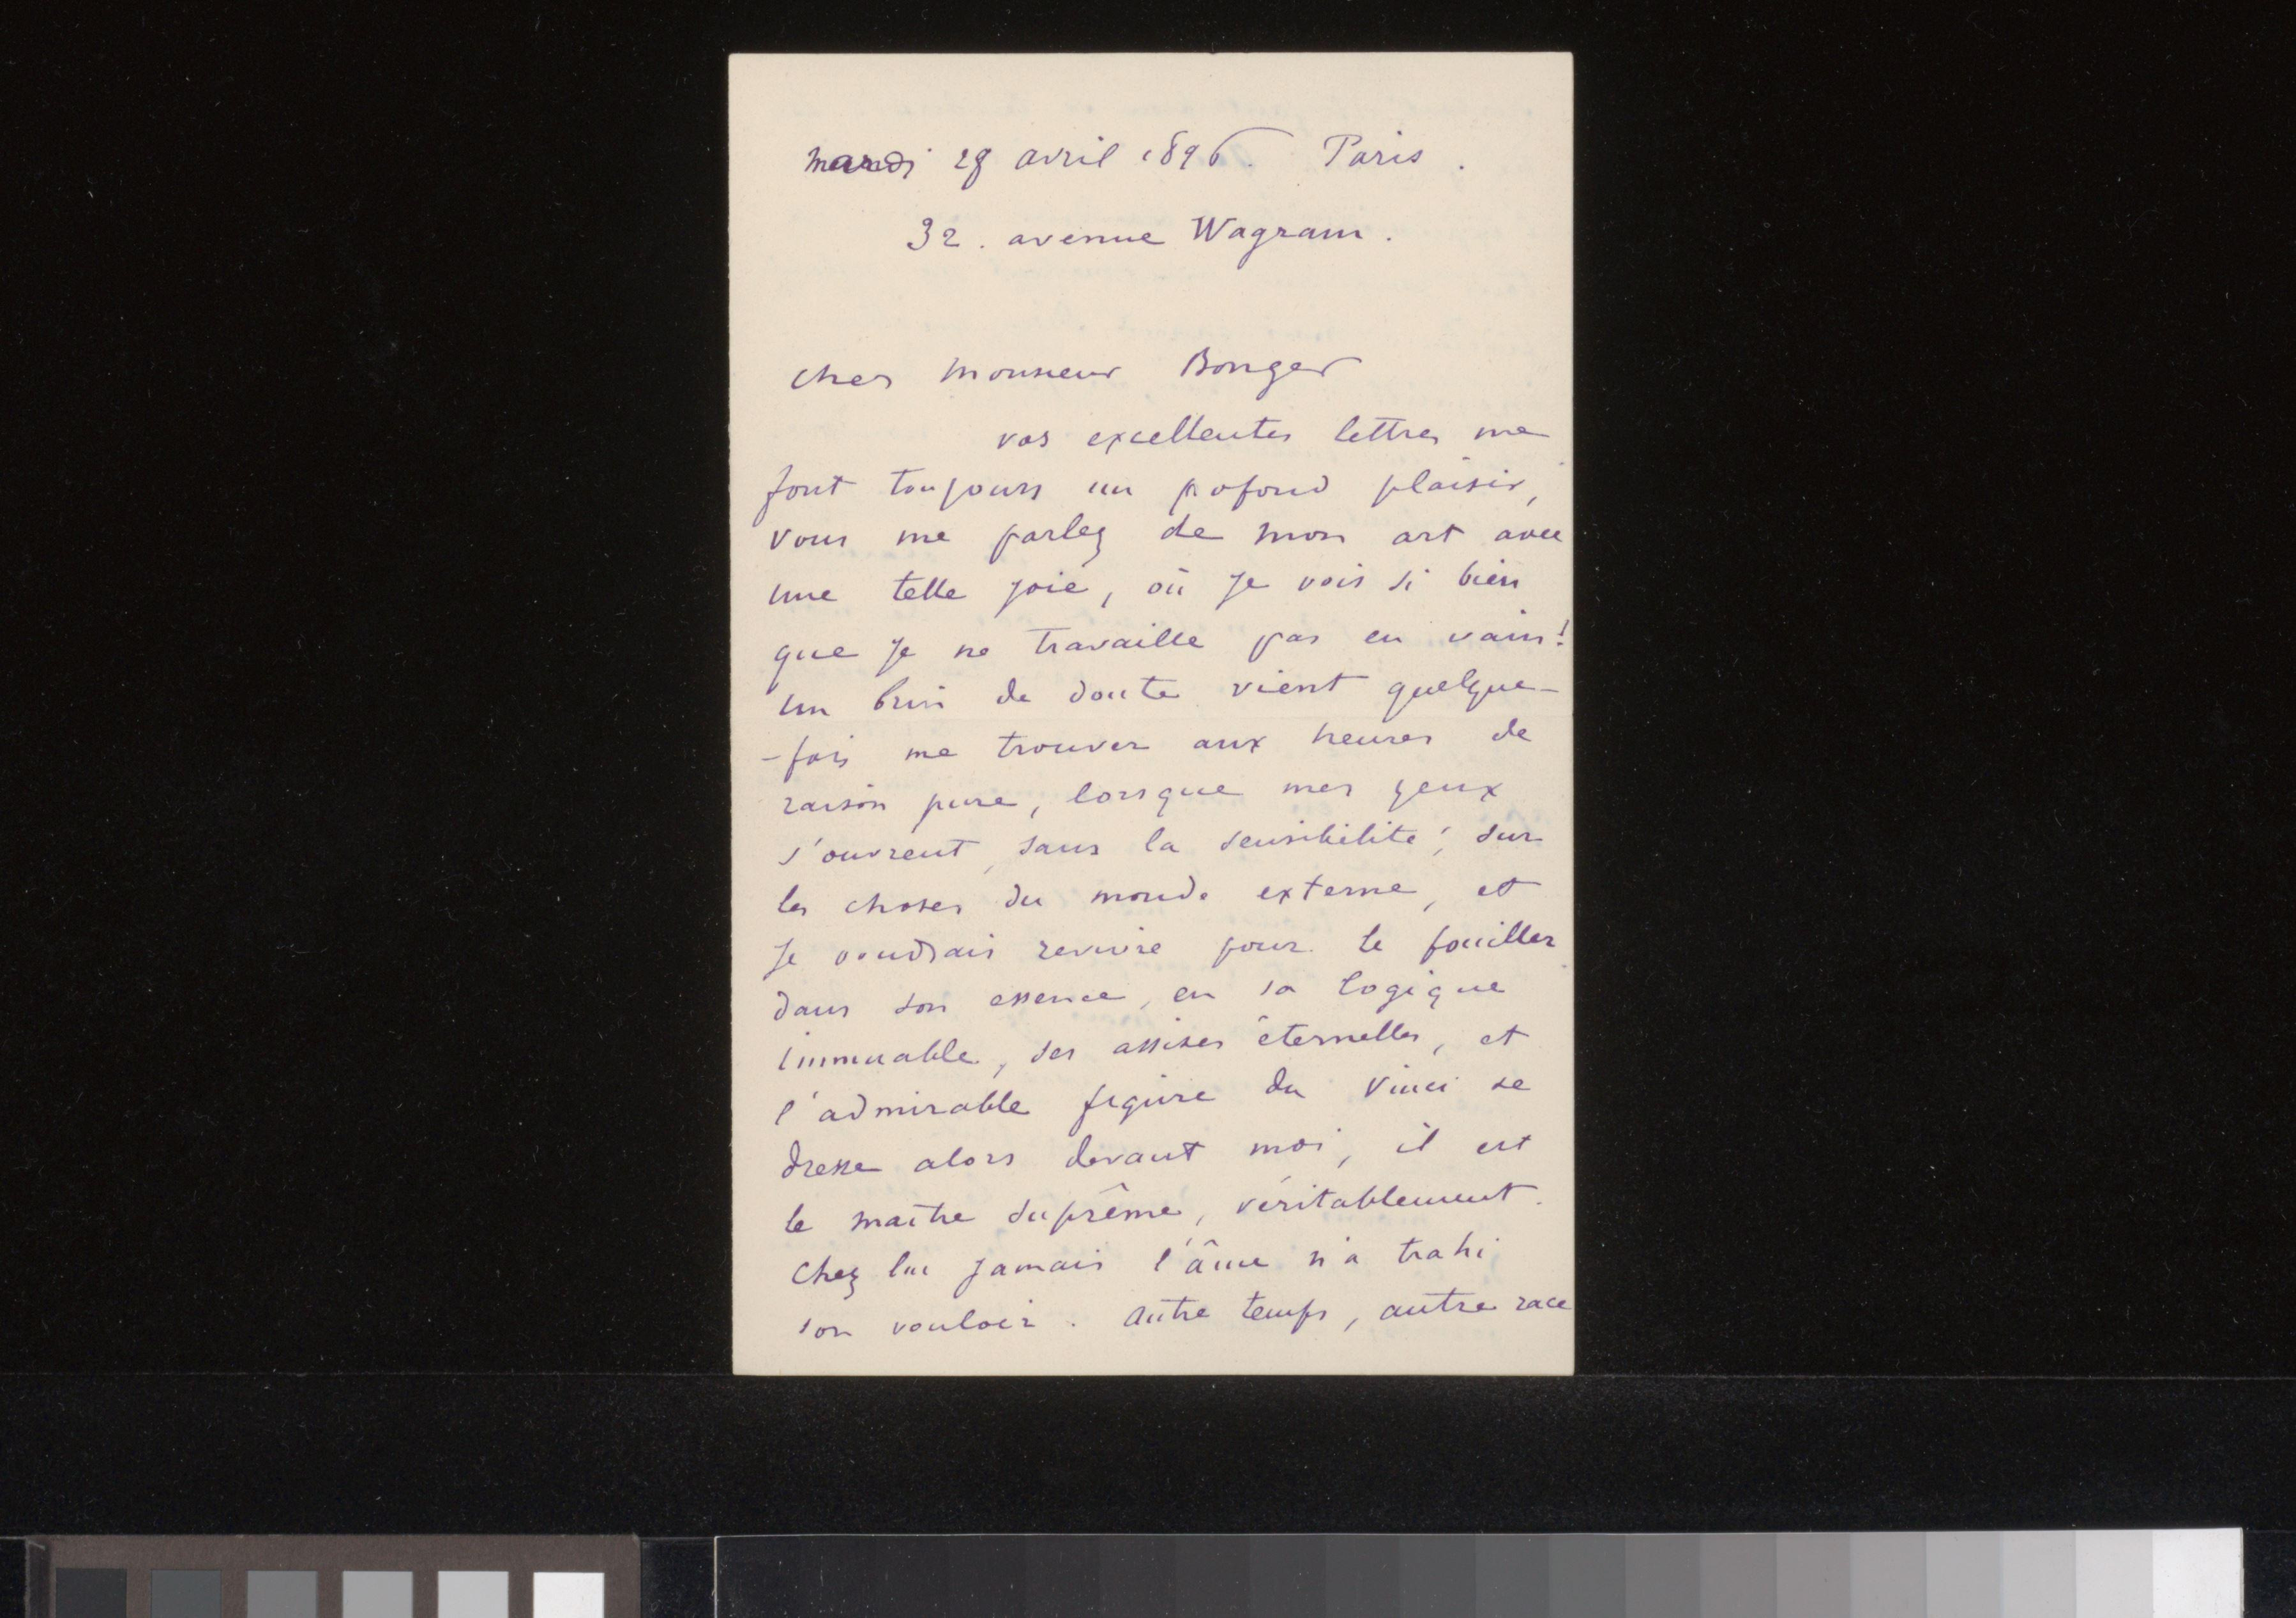 mardi 28 avril 1896. Paris.
32. avenue Wagram.
cher Monsieur Bonger
vos excellentes lettres me
font toujours un profond plaisir,
vous me parlez de mon art avec
une telle joie, où je vois si bien
que je ne travaille pas en vain!
un brin de doute vient quelque-
-fois me trouver aux heures de
raison pure, lorsque mes yeux
s'ouvrent, sans la sensibilité, sur
les choses du monde externe, et
je voudrais revivre pour le fouiller
dans son essence, en sa logique
immuable, ses assises éternelles, et
l'admirable figure du Vinci se
dresse alors devant moi, il est
le maître suprême, véritablement.
Chez lui jamais l'âme n'a trahi
son vouloir. Autre temps, autre race